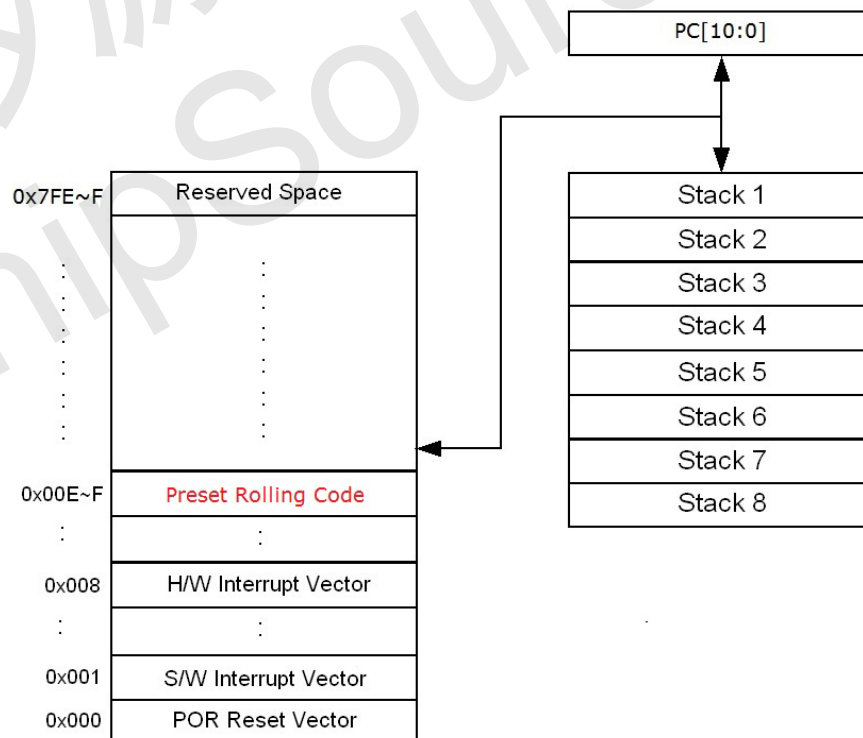 PC[10:0]
0x7FE~F Reserved Space
Stack 1
Stack 2
Stack 3
Stack 4
Stack 5
Stack 6
Stack 7
Stack 8
0x00E~F Preset Rolling Code
0x008 H/W Interrupt Vector
0x001 S/W Interrupt Vector
0x000 POR Reset Vector